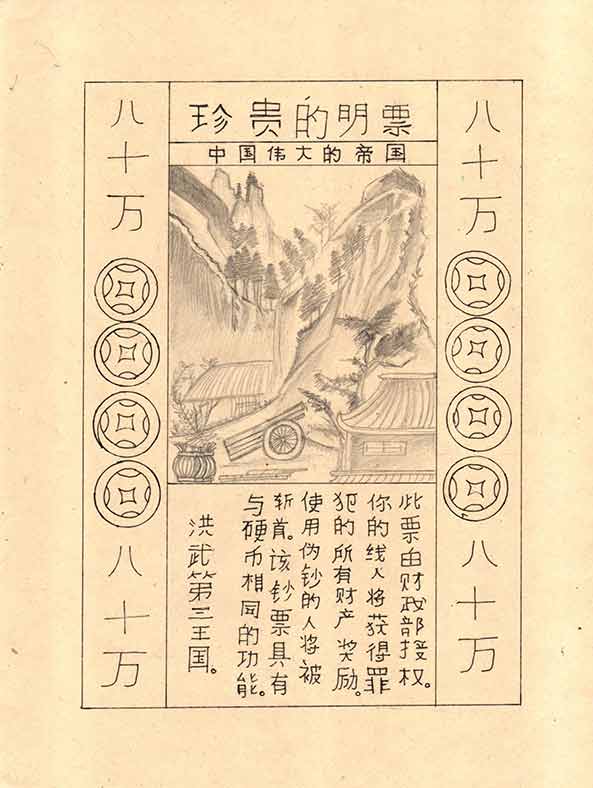 珍贵的明票
中国伟大的帝国
八十万
八十万
此票由财政部授权。
你的线人将获得罪
犯的所有财产奖励。
使用伪钞的人将被
斩首。该钞票具有
与硬币相同的功能。
洪武第三王国。
八十万
八十万